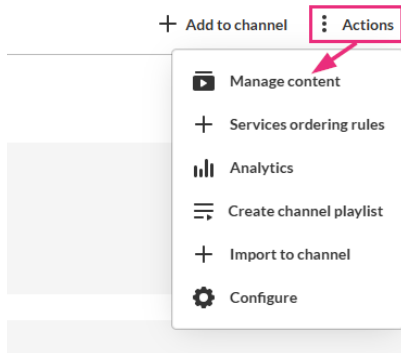 Add to channel
Actions
Manage content
Services ordering rules
Analytics
Create channel playlist
Import to channel
Configure